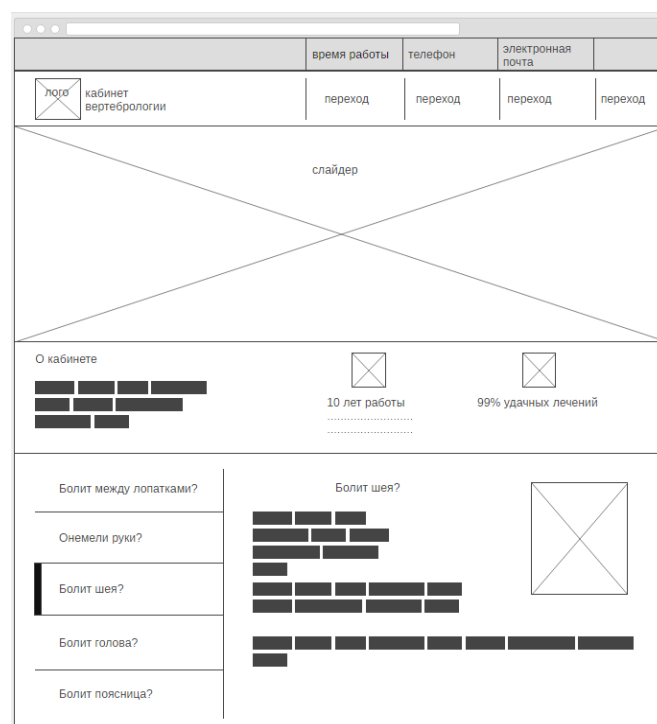 время работы
телефон
электронная
почта
лого
кабинет
вертебрологии
переход
переход
переход
переход
слайдер
О кабинете
10 лет работы
99% удачных лечений
Болит между лопатками?
Онемели руки?
Болит шея?
Болит голова?
Болит поясница?
Болит шея?